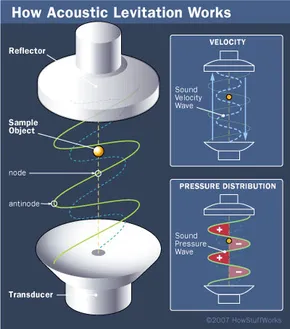 How Acoustic Levitation Works
Reflector
Sample
Object
node
antinode
Transducer
VELOCITY
Sound
Velocity
Wave
PRESSURE DISTRIBUTION
Sound
Pressure
Wave
+
-
+
-
©2007 HowStuffWorks